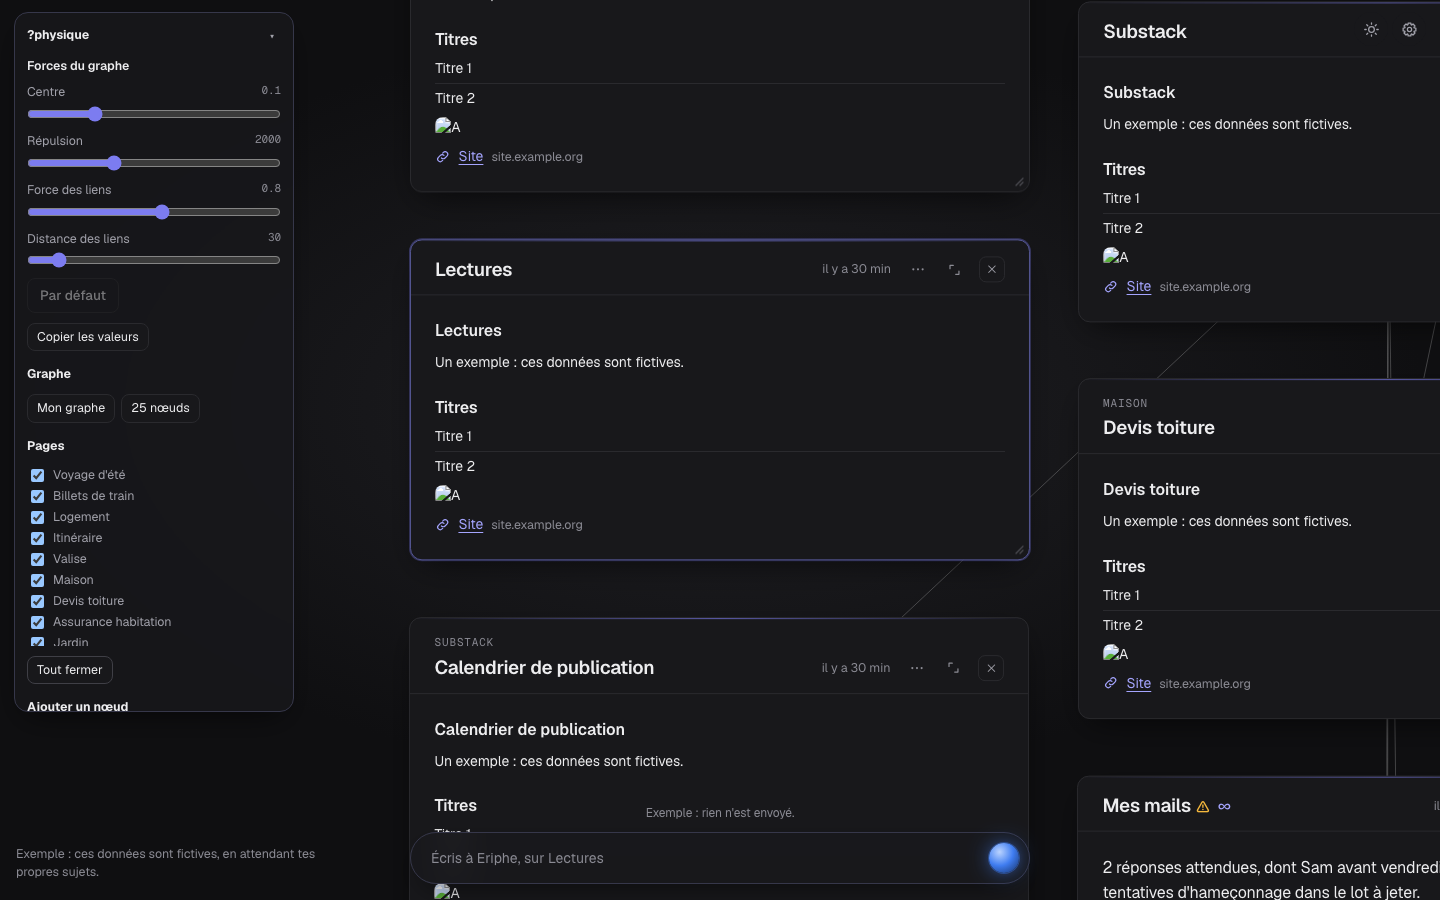 ?physique
Forces du graphe
Centre 0.1
Répulsion 2000
Force des liens 0.8
Distance des liens 30
Par défaut
Copier les valeurs
Graphe
Mon graphe
25 nœuds
Pages
Voyage d'été
Billets de train
Logement
Itinéraire
Valise
Maison
Devis toiture
Assurance habitation
Jardin
Tout fermer
Ajouter un nœud
Exemple : ces données sont fictives, en attendant tes
propres sujets.
Titres
Titre 1
Titre 2
A
Site site.example.org
Lectures
il y a 30 min
Lectures
Un exemple : ces données sont fictives.
Titres
Titre 1
Titre 2
A
Site site.example.org
SUBSTACK
Calendrier de publication
il y a 30 min
Calendrier de publication
Un exemple : ces données sont fictives.
Titres
Exemple : rien n'est envoyé.
Titre 1
Écris à Eriphe, sur Lectures
A
Substack
Substack
Un exemple : ces données sont fictives.
Titres
Titre 1
Titre 2
A
Site site.example.org
MAISON
Devis toiture
Devis toiture
Un exemple : ces données sont fictives.
Titres
Titre 1
Titre 2
A
Site site.example.org
Mes mails
il
2 réponses attendues, dont Sam avant vendredi
tentatives d'hameçonnage dans le lot à jeter.